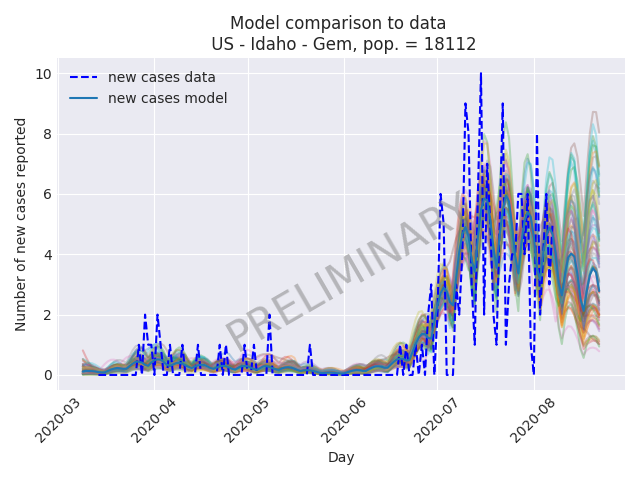 Model comparison to data
US - Idaho - Gem, pop. = 18112
new cases data
new cases model
PRELIMINARY
Number of new cases reported
10
8
6
4
2
0
2020-03
2020-04
2020-05
2020-06
2020-07
2020-08
Day